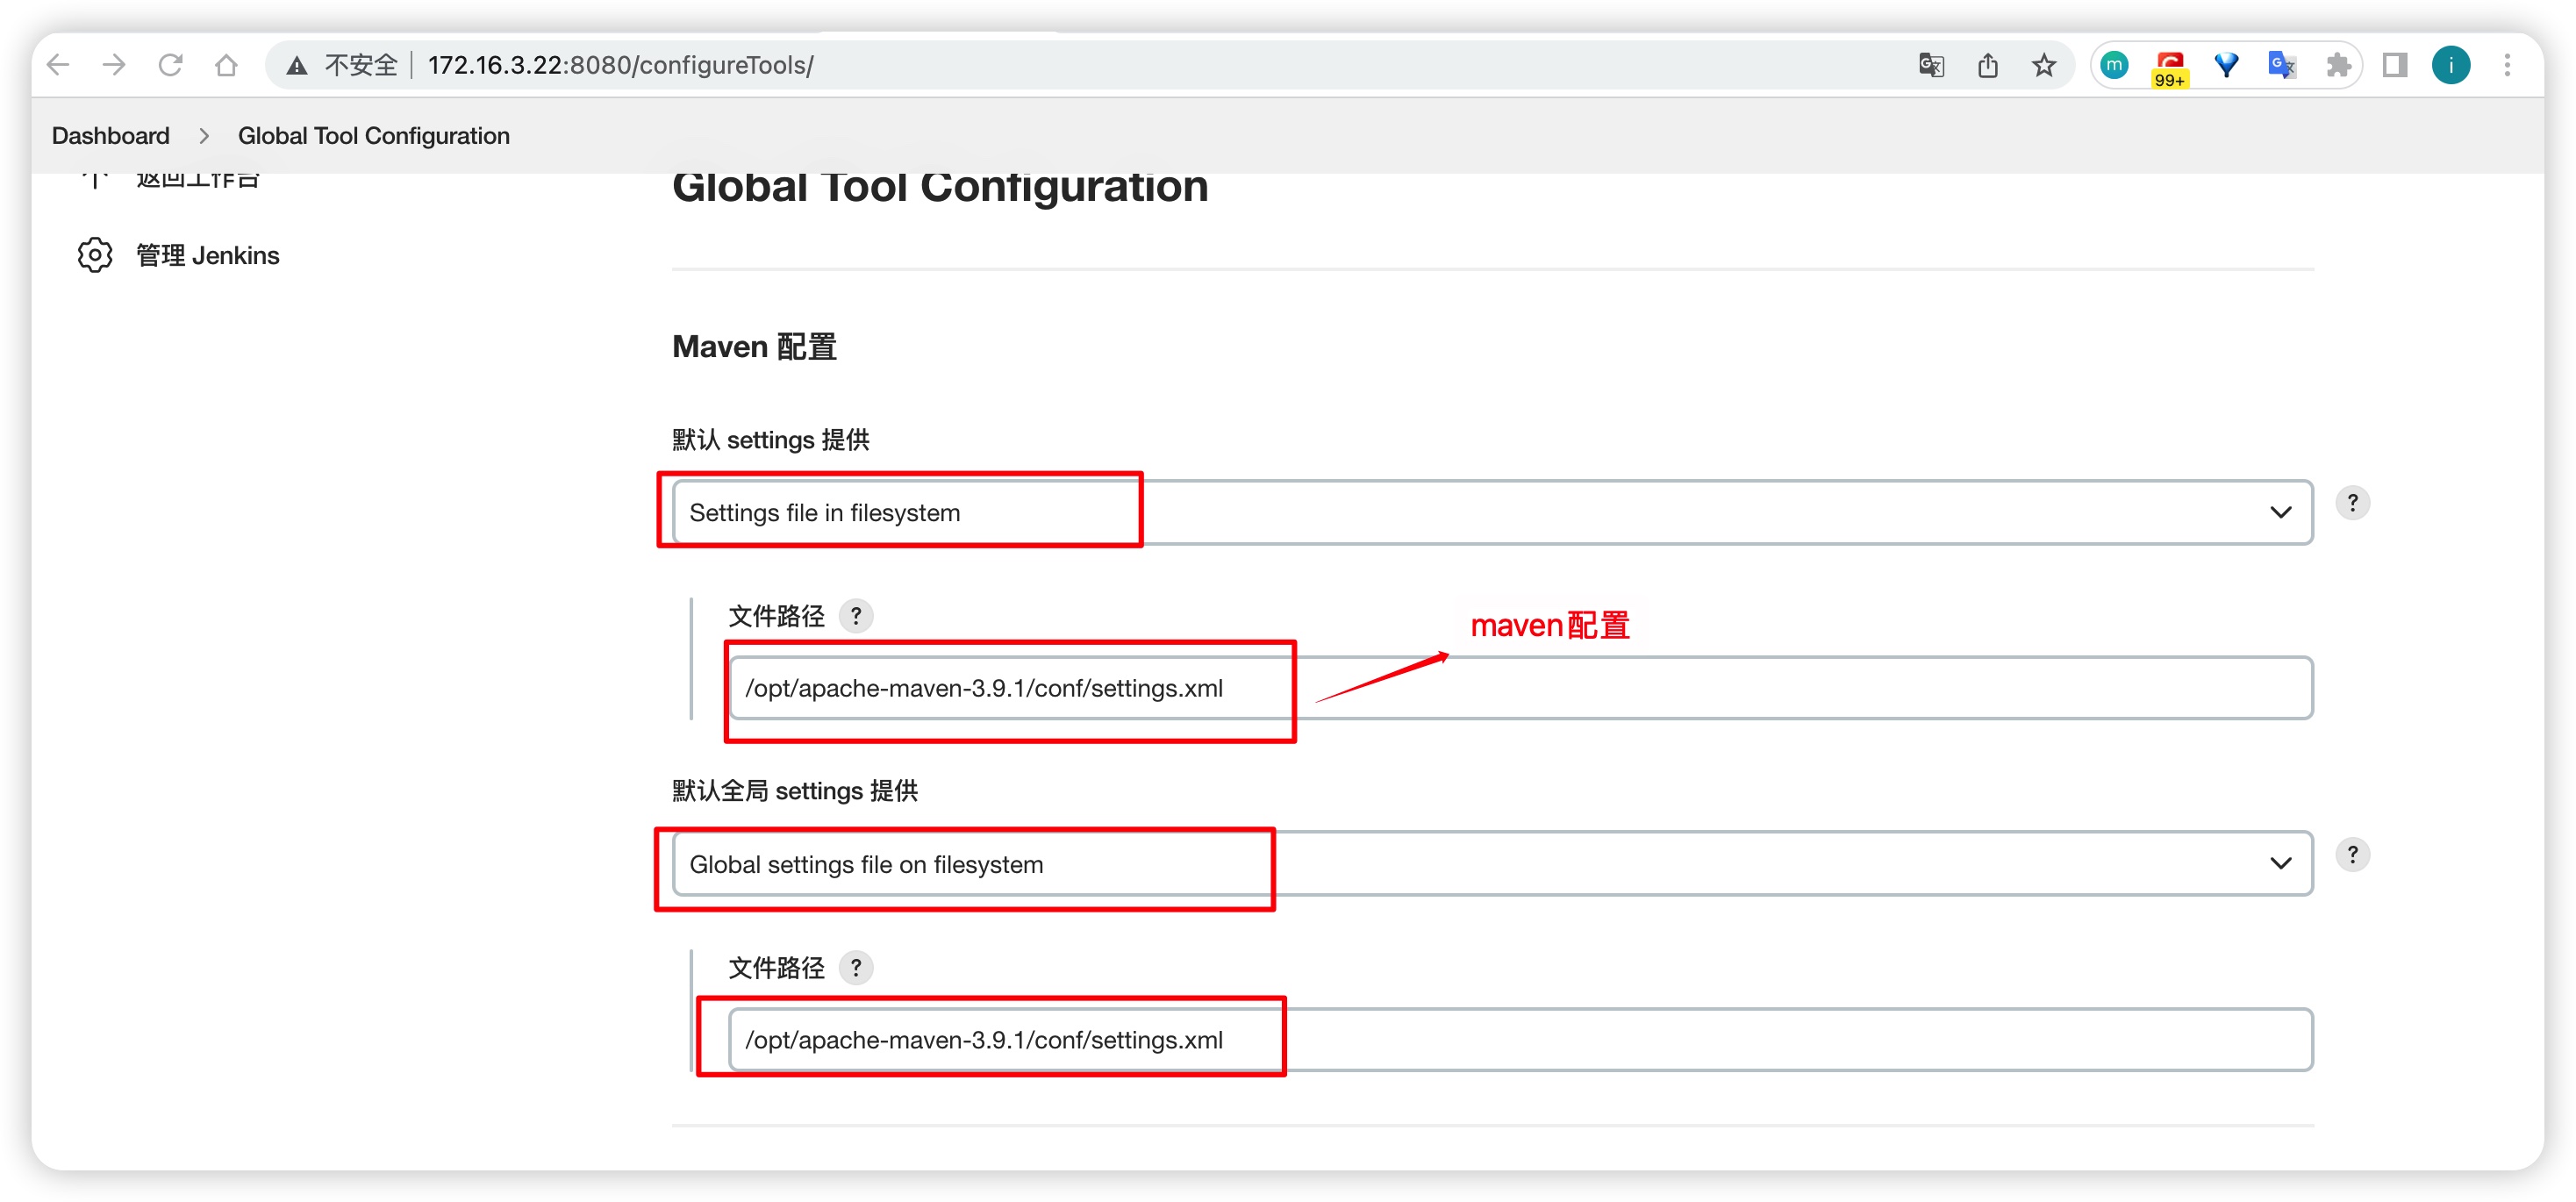 不安全 172.16.3.22:8080/configureTools/
m
99+
i
Dashboard > Global Tool Configuration
返回工作台
Global Tool Configuration
管理 Jenkins
Maven 配置
默认 settings 提供
Settings file in filesystem
?
文件路径 ?
maven配置
/opt/apache-maven-3.9.1/conf/settings.xml
默认全局 settings 提供
Global settings file on filesystem
?
文件路径 ?
/opt/apache-maven-3.9.1/conf/settings.xml